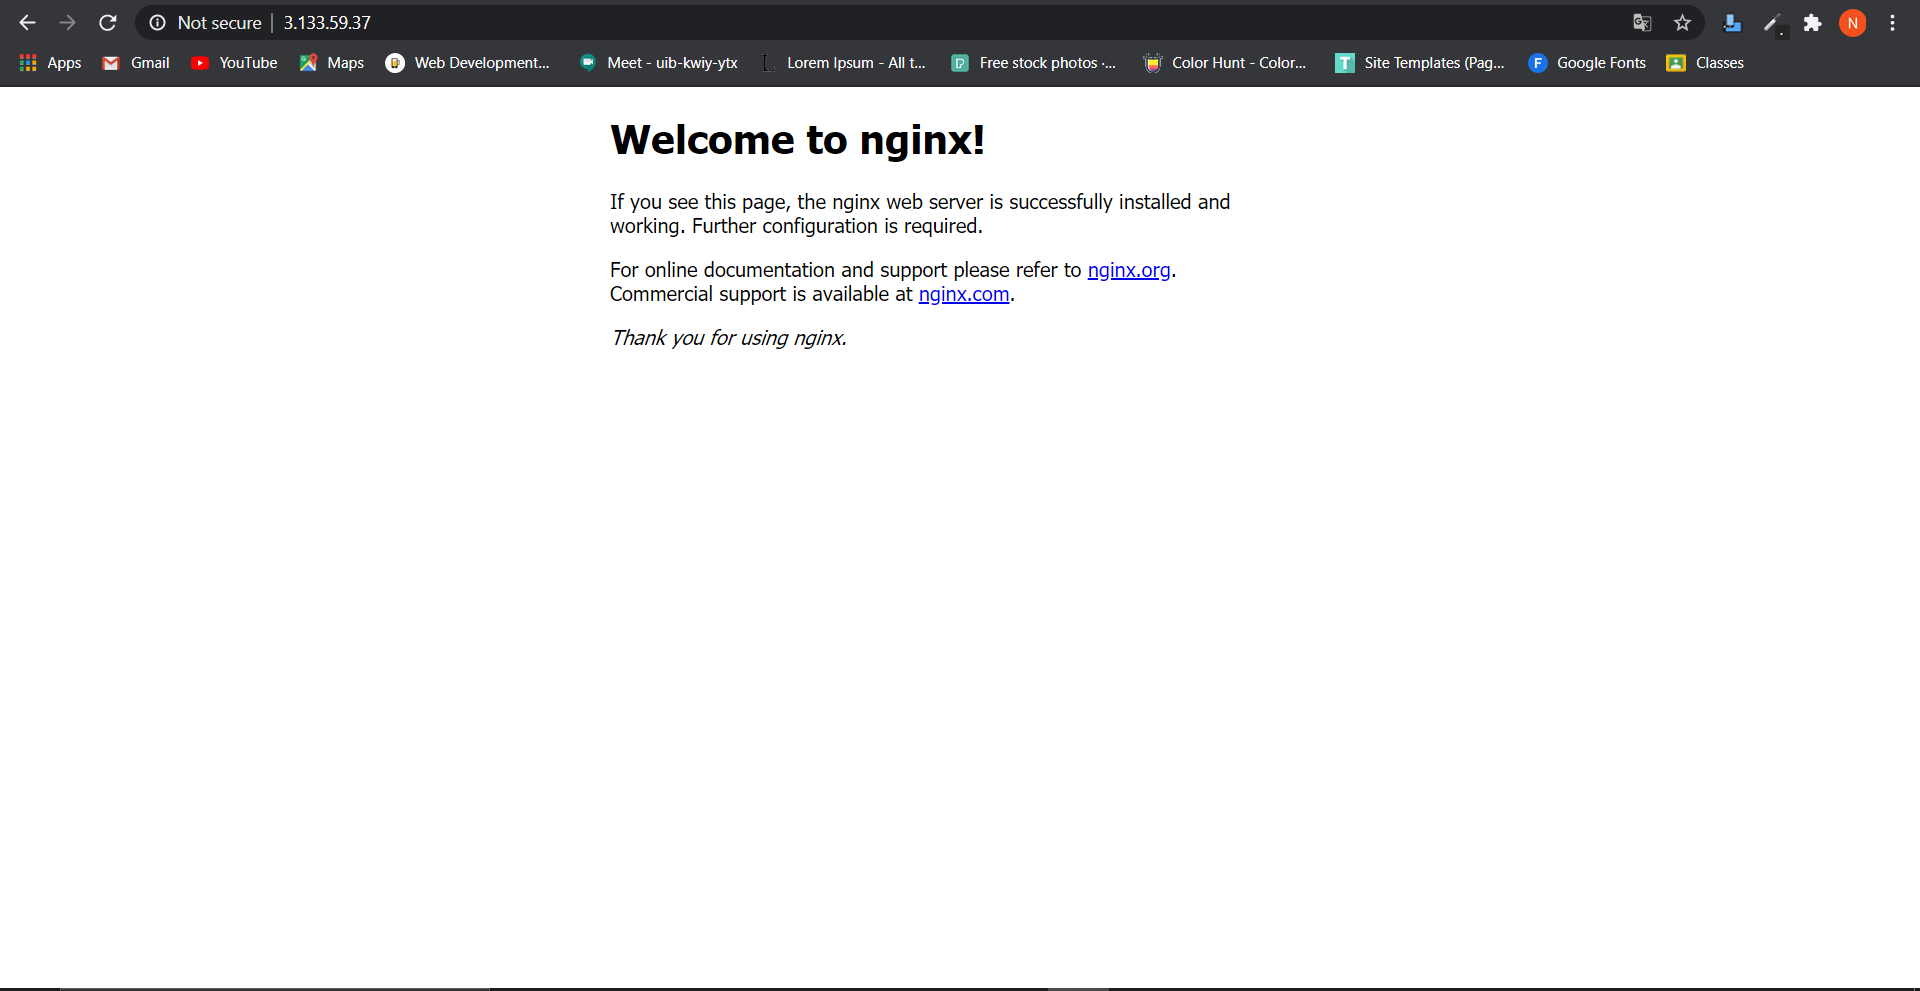 Not secure | 3.133.59.37
N
Apps Gmail YouTube Maps Web Development... Meet - uib-kwiy-ytx Lorem Ipsum - All t... Free stock photos ·... Color Hunt - Color... Site Templates (Pag... Google Fonts Classes
Welcome to nginx!
If you see this page, the nginx web server is successfully installed and
working. Further configuration is required.
For online documentation and support please refer to nginx.org.
Commercial support is available at nginx.com.
Thank you for using nginx.